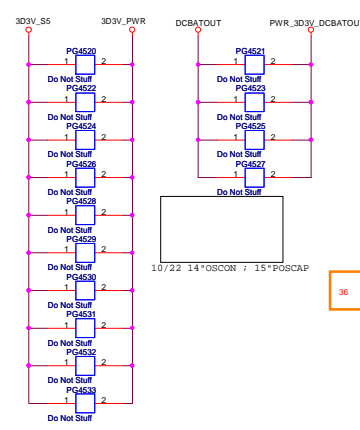 3D3V_S5 3D3V_PWR DCBATOUT PWR_3D3V_DCBATOU
PG4520
1 2
Do Not Stuff
PG4522
1 2
Do Not Stuff
PG4524
1 2
Do Not Stuff
PG4526
1 2
Do Not Stuff
PG4528
1 2
Do Not Stuff
PG4529
1 2
Do Not Stuff
PG4530
1 2
Do Not Stuff
PG4531
1 2
Do Not Stuff
PG4532
1 2
Do Not Stuff
PG4533
1 2
Do Not Stuff
PG4521
1 2
Do Not Stuff
PG4523
1 2
Do Not Stuff
PG4525
1 2
Do Not Stuff
PG4527
1 2
Do Not Stuff
10/22 14"OSCON ; 15"POSCAP
36